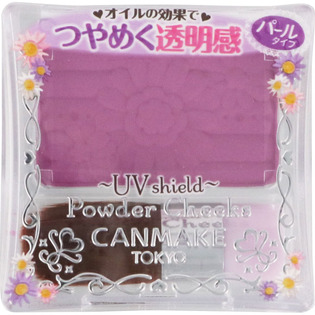 オイルの効果で
つやめく透明感
パール
タイプ
~UV shield~
Powder Cheeks
CANMAKE
TOKYO